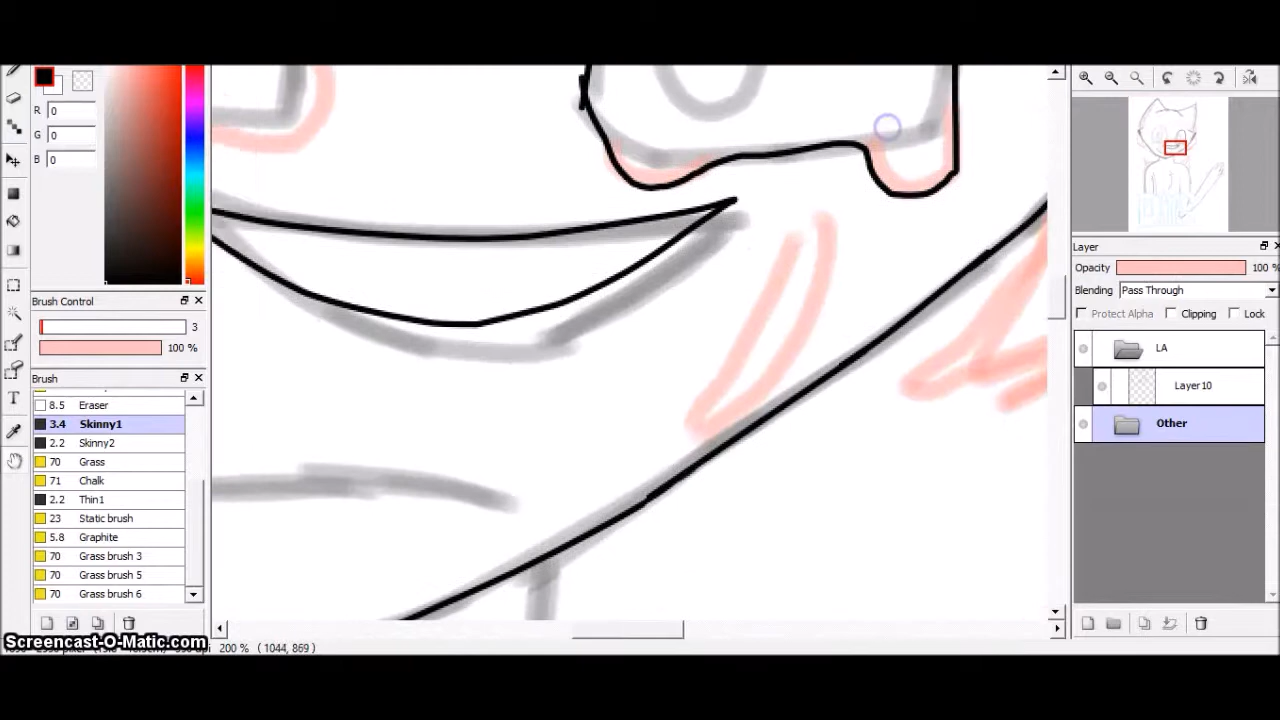 R 0
G 0
B 0
Brush Control
3
100 %
Brush
8.5 Eraser
3.4 Skinny1
2.2 Skinny2
70 Grass
71 Chalk
2.2 Thin1
23 Static brush
5.8 Graphite
70 Grass brush 3
70 Grass brush 5
70 Grass brush 6
Screencast-O-Matic.com
200 % ( 1044, 869 )
Layer
Opacity 100 %
Blending Pass Through
Protect Alpha Clipping Lock
LA
Layer10
Other